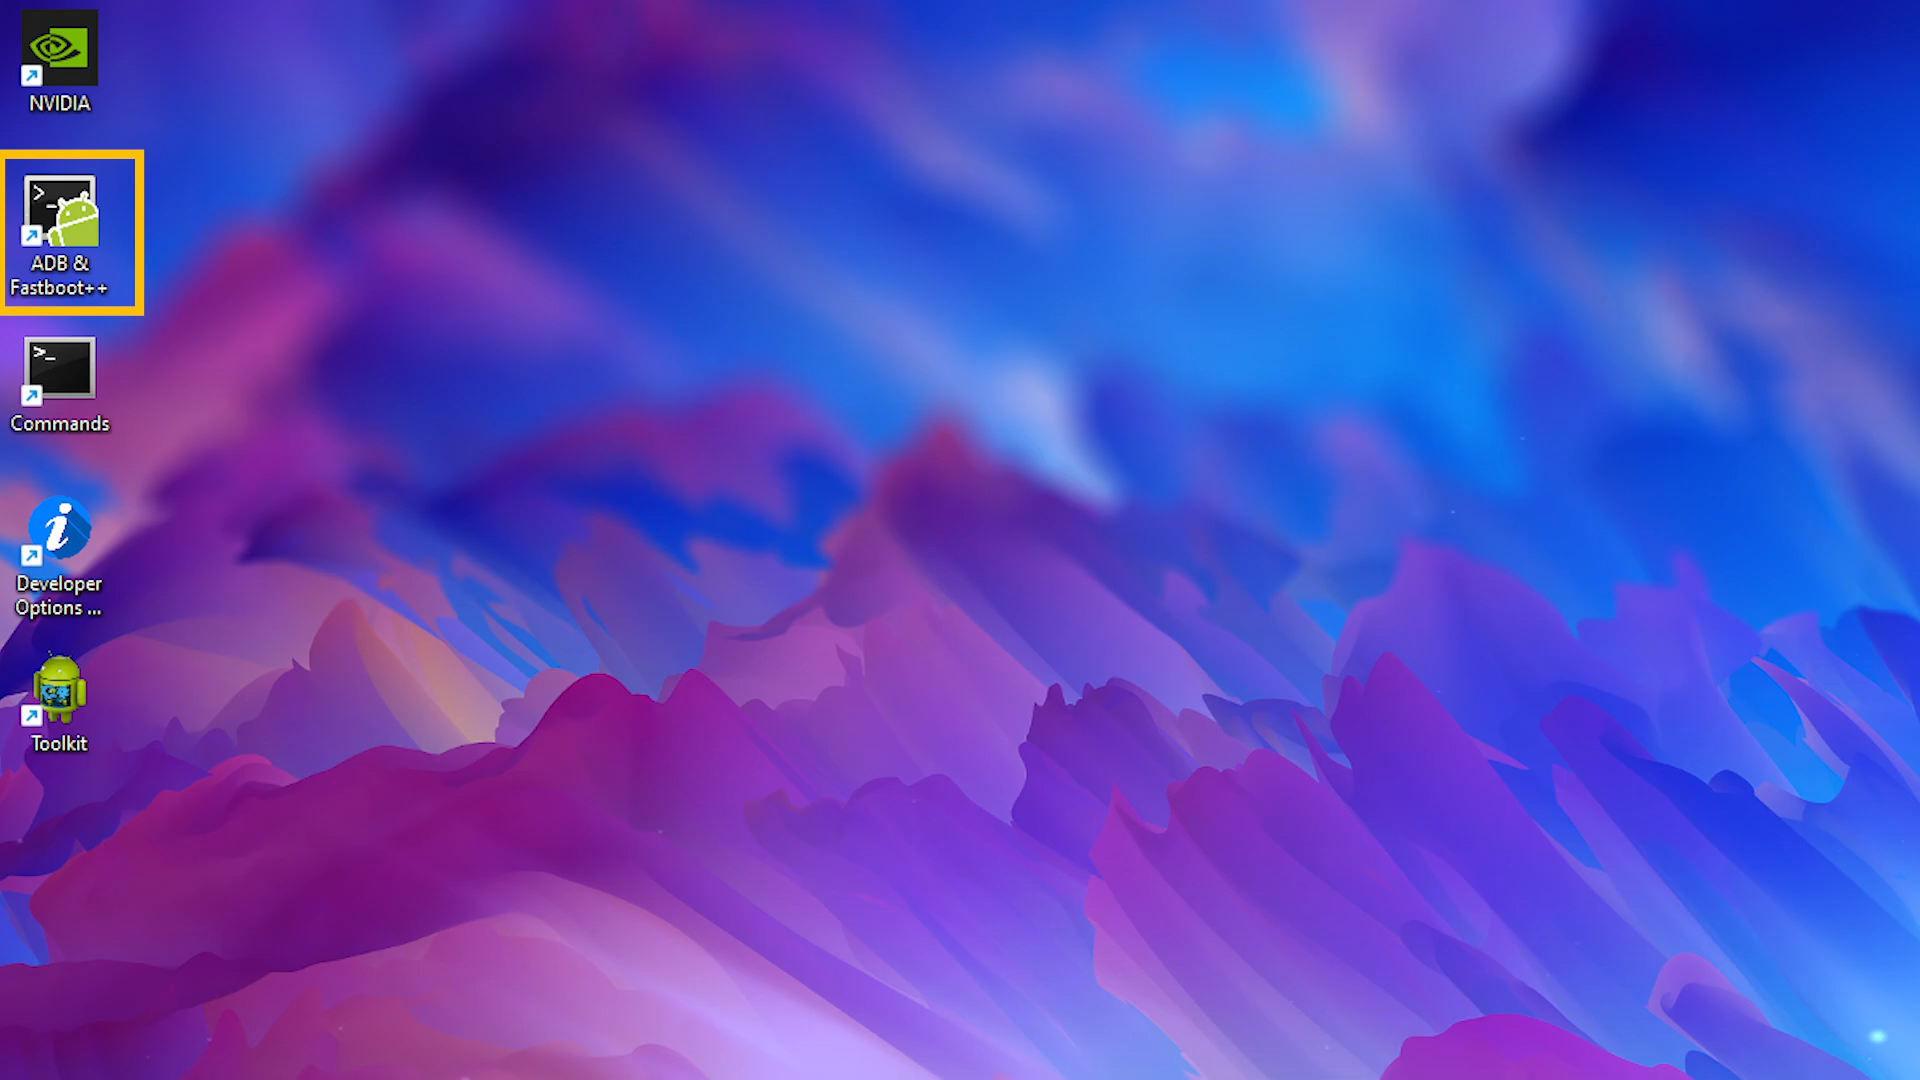 NVIDIA
>_
ADB &
Fastboot++
>_
Commands
i
Developer
Options ...
Toolkit